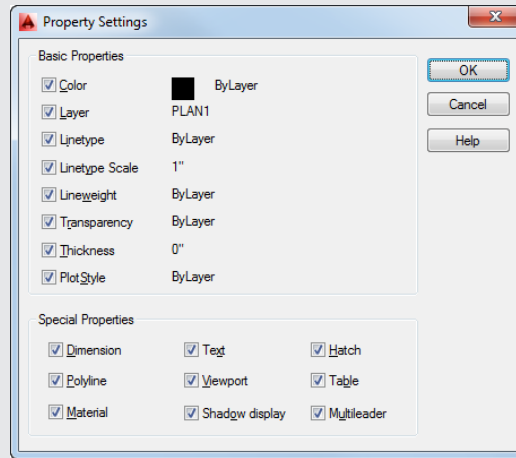 Property Settings
Basic Properties
Color ByLayer
Layer PLAN1
Linetype ByLayer
Linetype Scale 1"
Lineweight ByLayer
Transparency ByLayer
Thickness 0"
PlotStyle ByLayer
Special Properties
Dimension Text Hatch
Polyline Viewport Table
Material Shadow display Multileader
OK
Cancel
Help